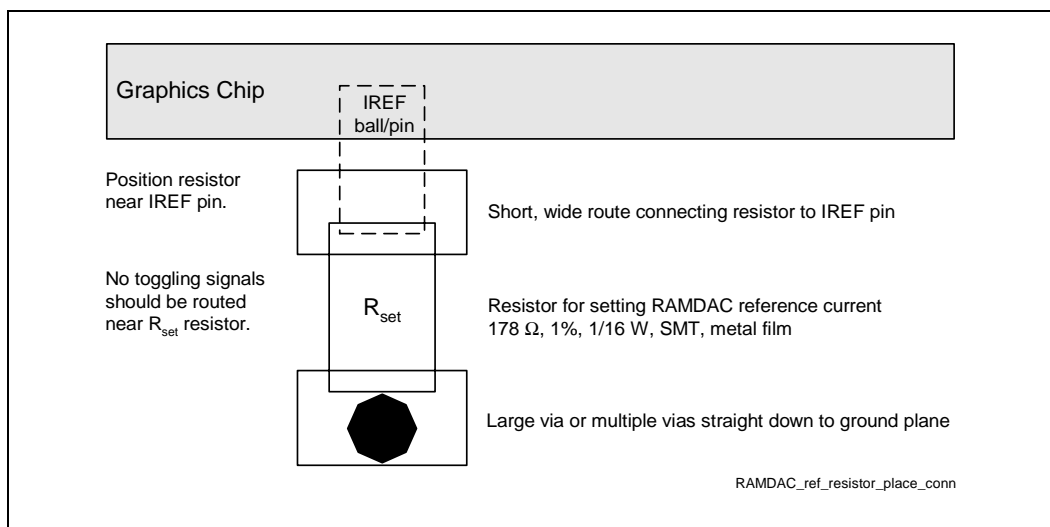 Graphics Chip
IREF
ball/pin
Position resistor
near IREF pin.
Short, wide route connecting resistor to IREF pin
No toggling signals
should be routed
near Rset resistor.
Rset
Resistor for setting RAMDAC reference current
178 Ω, 1%, 1/16 W, SMT, metal film
Large via or multiple vias straight down to ground plane
RAMDAC_ref_resistor_place_conn